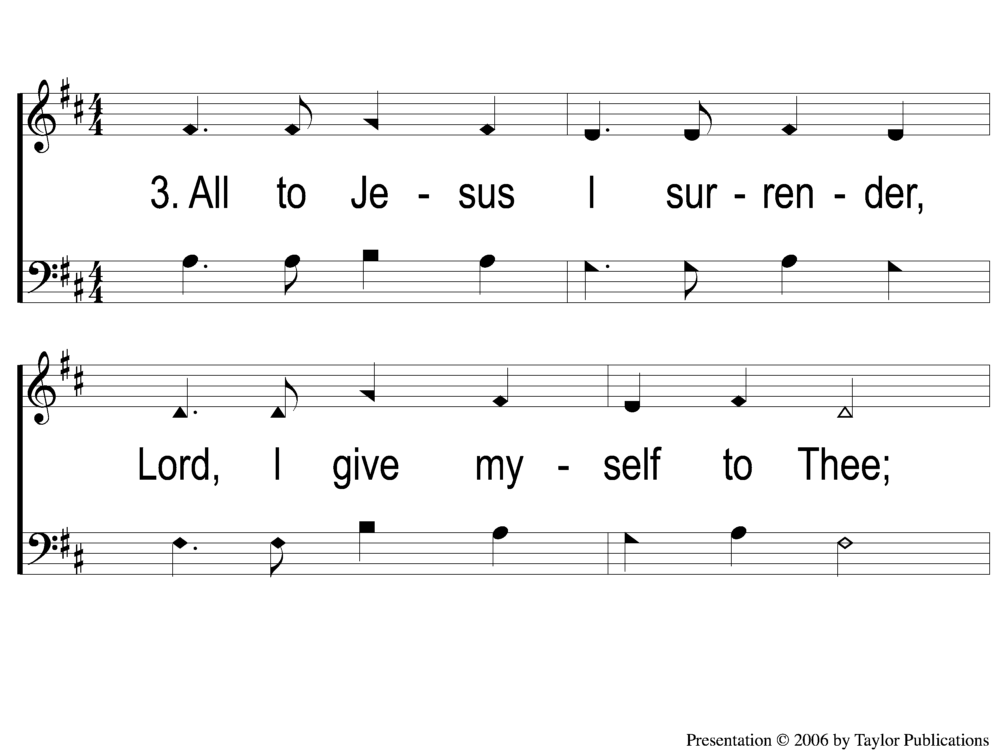 3. All to Je - sus I sur - ren - der,
Lord, I give my - self to Thee;
Presentation © 2006 by Taylor Publications